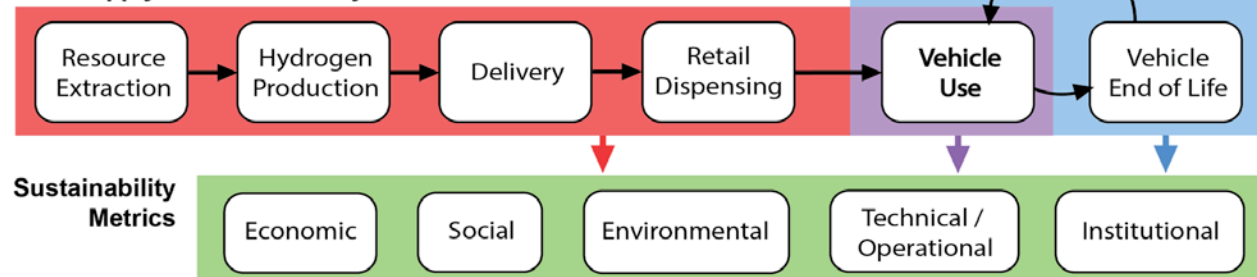 Resource
Extraction
Hydrogen
Production
Delivery
Retail
Dispensing
Vehicle
Use
Vehicle
End of Life
Sustainability
Metrics
Economic
Social
Environmental
Technical /
Operational
Institutional